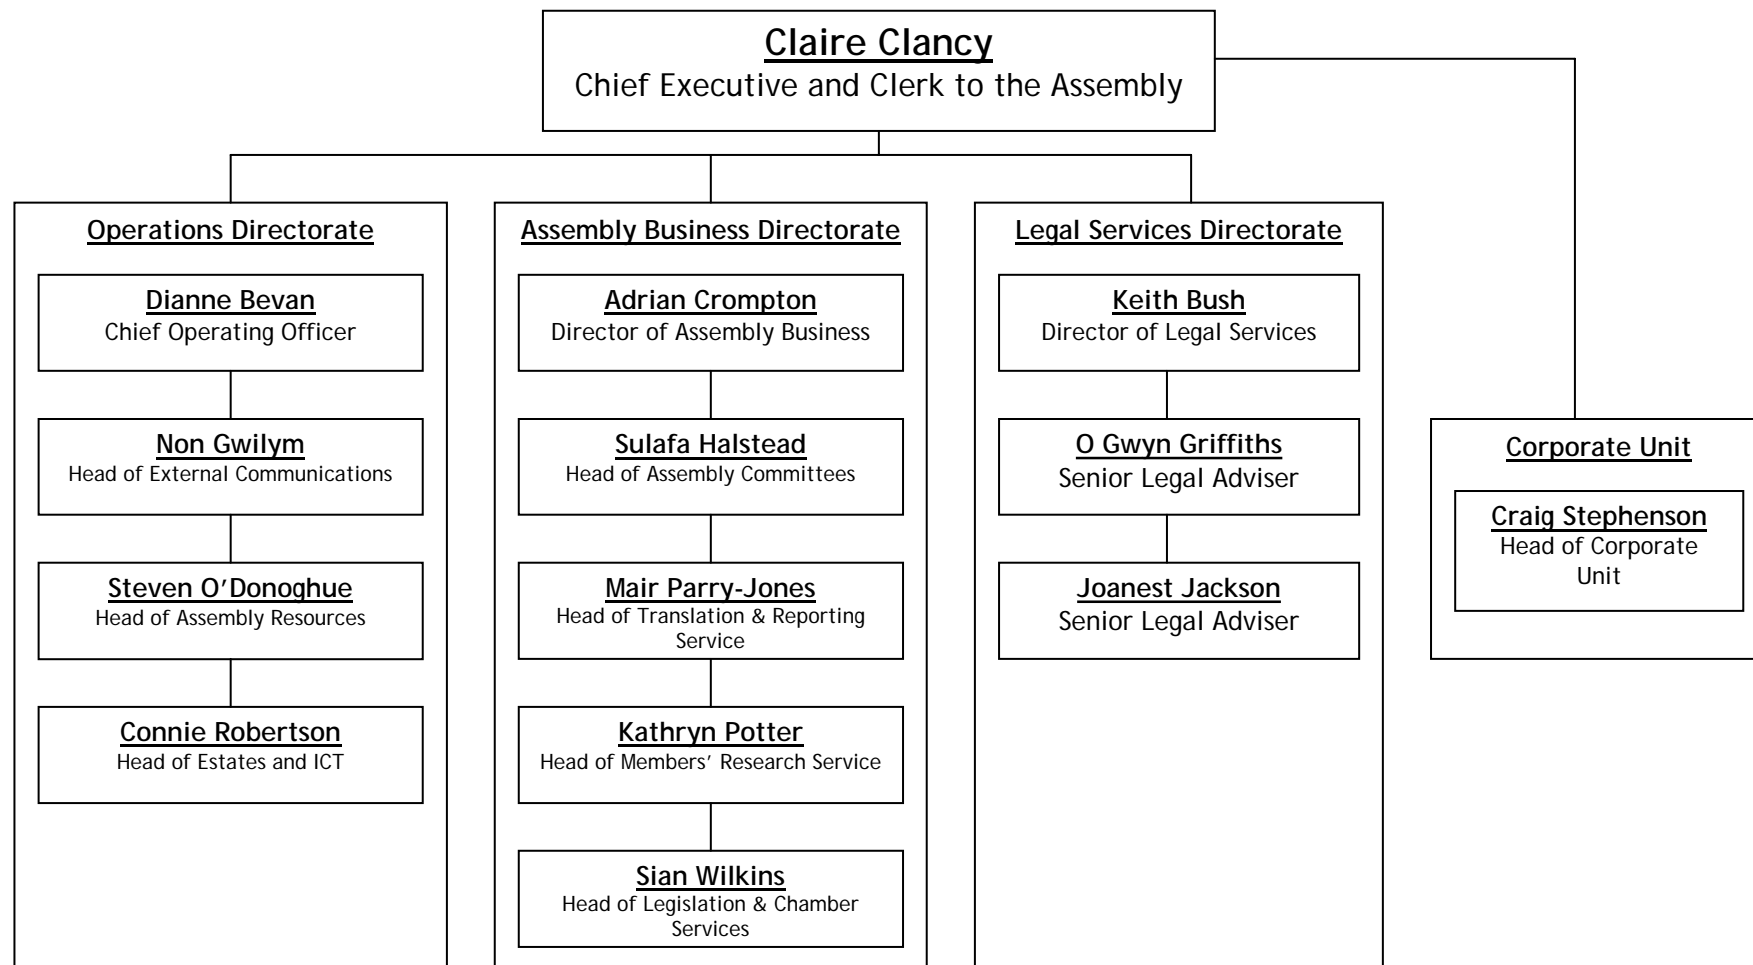 Claire Clancy
Chief Executive and Clerk to the Assembly
Operations Directorate
Dianne Bevan
Chief Operating Officer
Non Gwilym
Head of External Communications
Steven O’Donoghue
Head of Assembly Resources
Connie Robertson
Head of Estates and ICT
Assembly Business Directorate
Adrian Crompton
Director of Assembly Business
Sulafa Halstead
Head of Assembly Committees
Mair Parry-Jones
Head of Translation & Reporting
Service
Kathryn Potter
Head of Members’ Research Service
Sian Wilkins
Head of Legislation & Chamber
Services
Legal Services Directorate
Keith Bush
Director of Legal Services
O Gwyn Griffiths
Senior Legal Adviser
Joanest Jackson
Senior Legal Adviser
Corporate Unit
Craig Stephenson
Head of Corporate
Unit